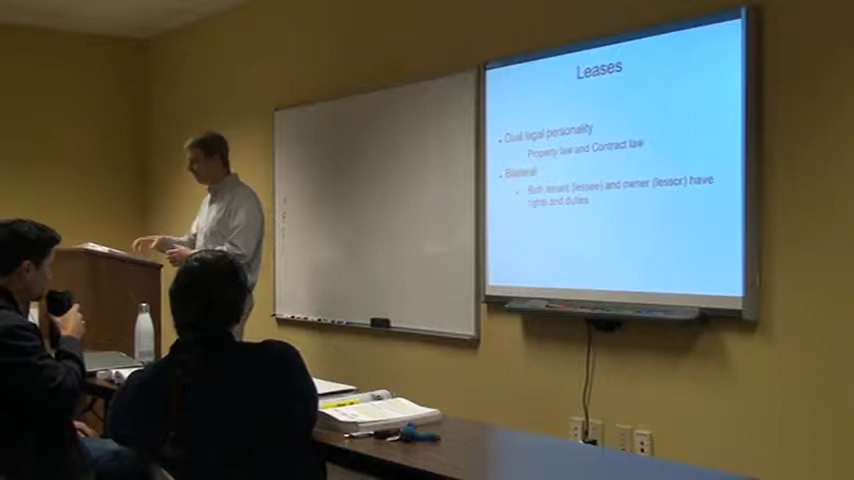 Leases
Dual legal personality
Property law and Contract law
Bilateral
Both tenant (lessee) and owner (lessor) have
rights and duties